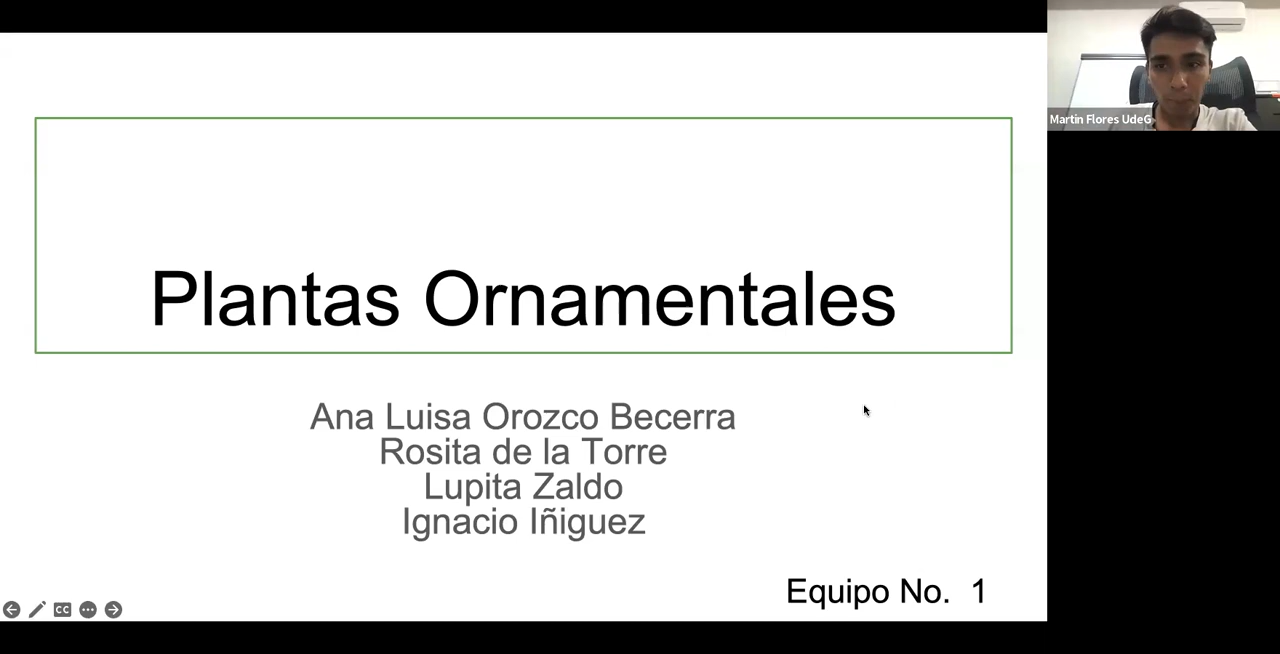 Plantas Ornamentales
Ana Luisa Orozco Becerra
Rosita de la Torre
Lupita Zaldo
Ignacio Iñiguez
Equipo No. 1
Martin Flores UdeG
CC